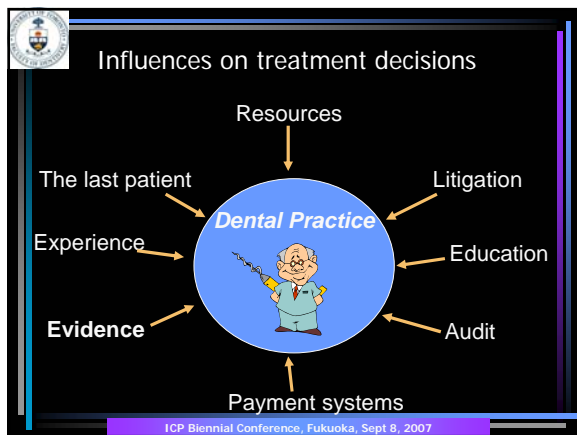 Influences on treatment decisions
Resources
The last patient
Litigation
Dental Practice
Experience
Education
Evidence
Audit
Payment systems
ICP Biennial Conference, Fukuoka, Sept 8, 2007